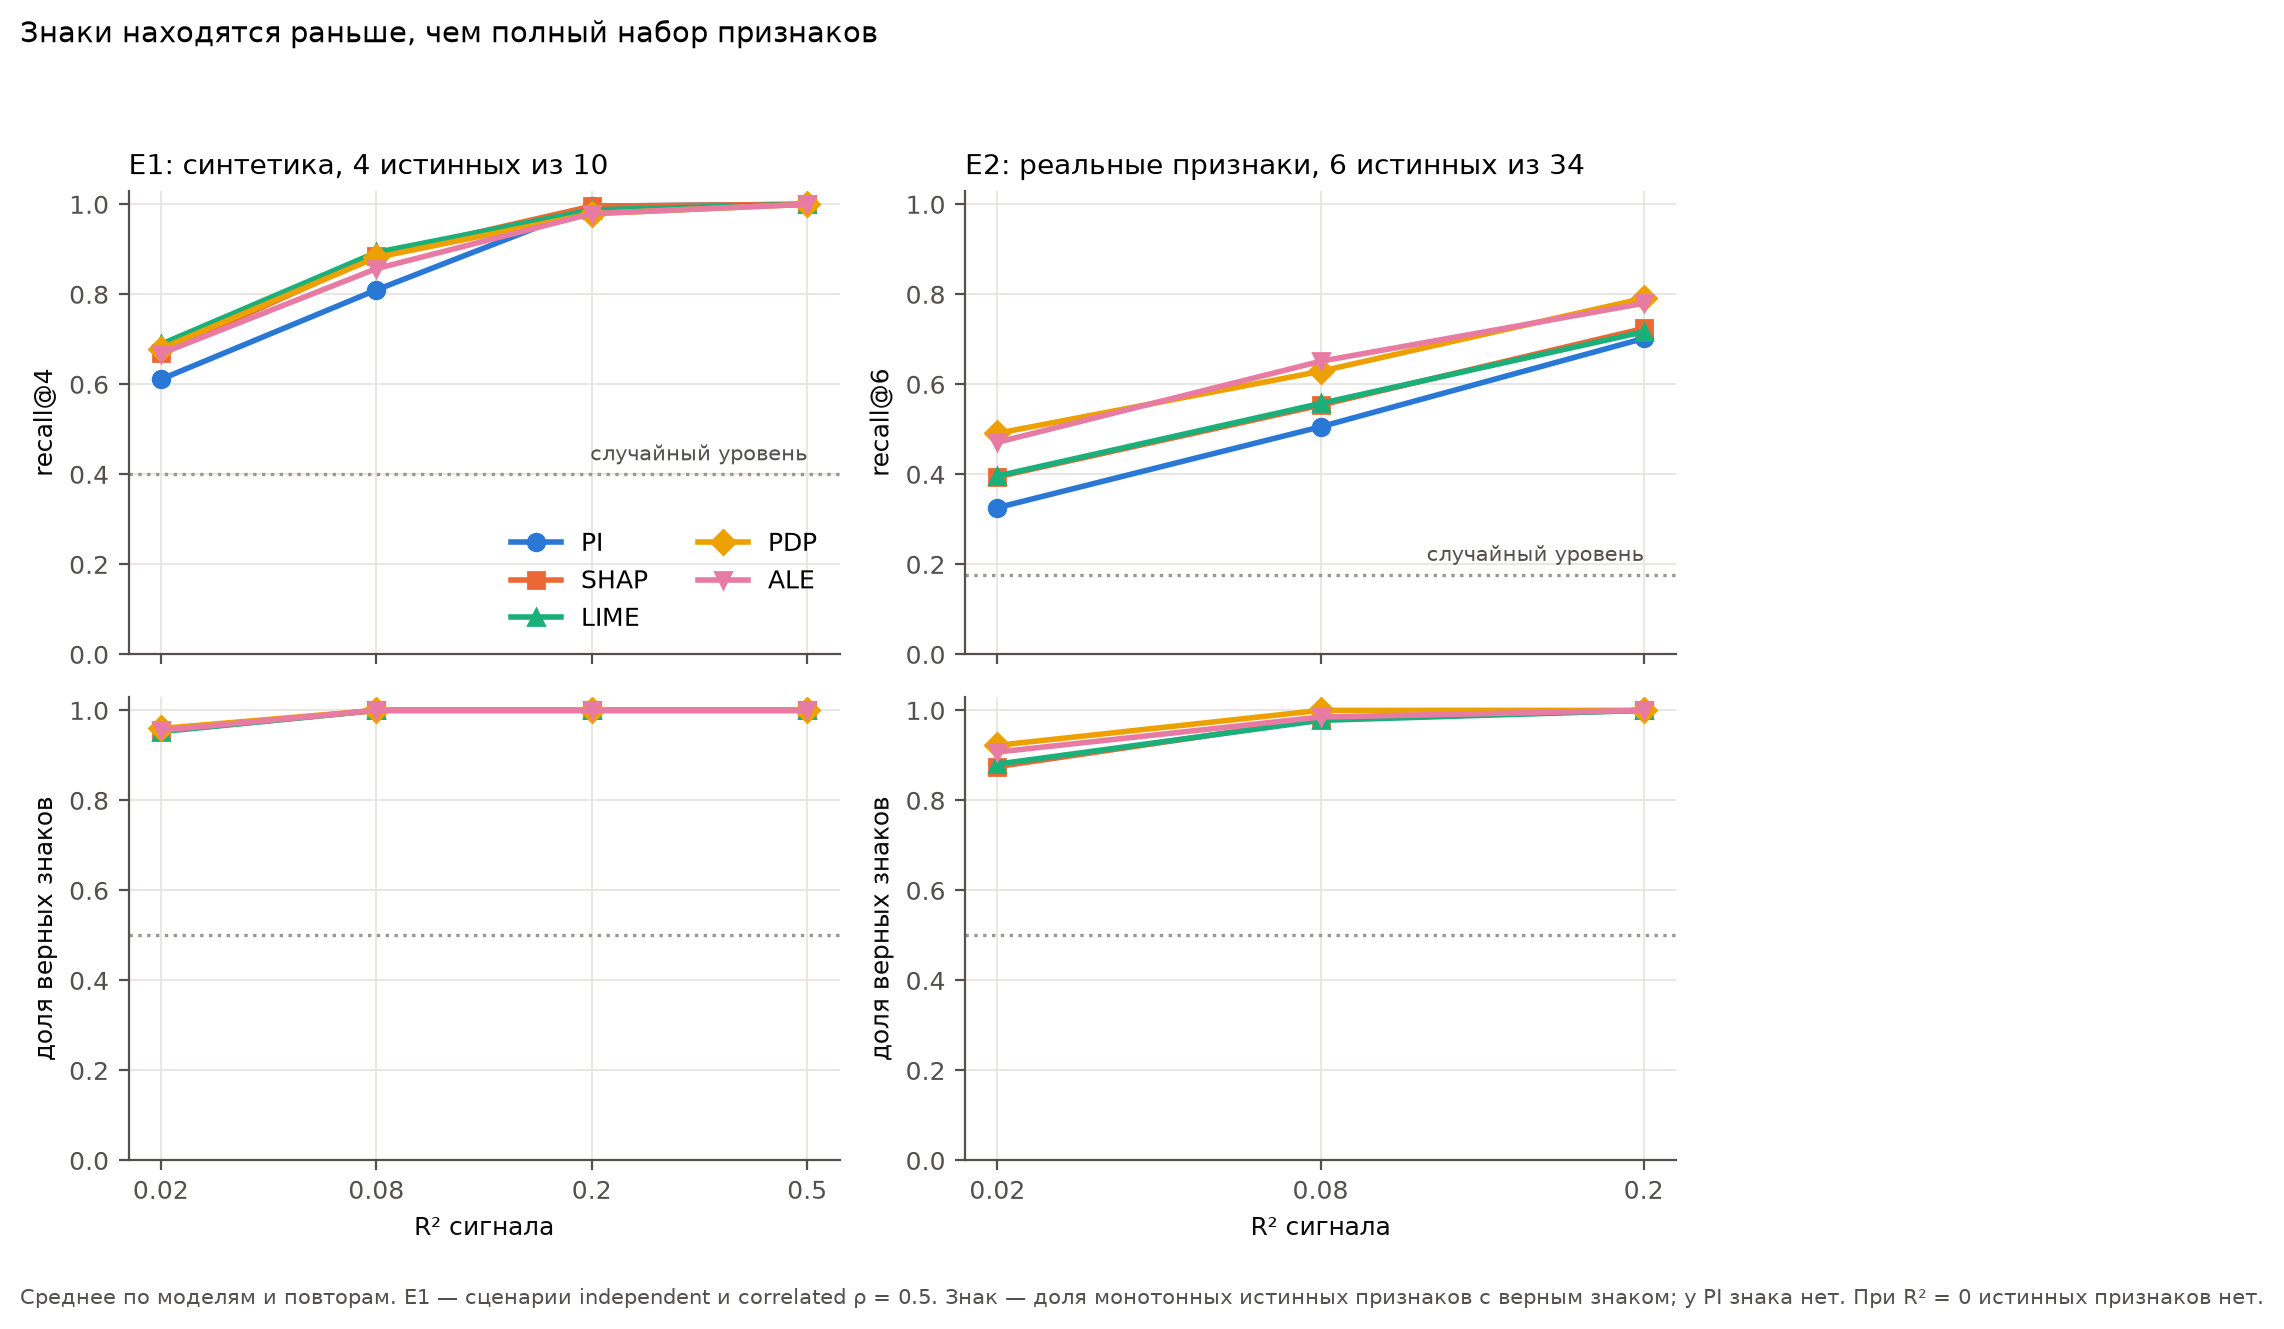 Знаки находятся раньше, чем полный набор признаков
E1: синтетика, 4 истинных из 10
1.0
0.8
0.6
0.4
0.2
0.0
recall@4
случайный уровень
PI
SHAP
LIME
PDP
ALE
E2: реальные признаки, 6 истинных из 34
1.0
0.8
0.6
0.4
0.2
0.0
recall@6
случайный уровень
1.0
0.8
0.6
0.4
0.2
0.0
доля верных знаков
0.02 0.08 0.2 0.5
R² сигнала
1.0
0.8
0.6
0.4
0.2
0.0
доля верных знаков
0.02 0.08 0.2
R² сигнала
Среднее по моделям и повторам. E1 — сценарии independent и correlated ρ = 0.5. Знак — доля монотонных истинных признаков с верным знаком; у PI знака нет. При R² = 0 истинных признаков нет.